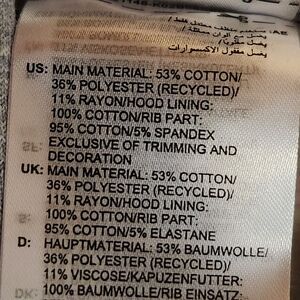 AE
US: MAIN MATERIAL: 53% COTTON/
36% POLYESTER (RECYCLED)/
11% RAYON/HOOD LINING:
100% COTTON/RIB PART:
95% COTTON/5% SPANDEX
EXCLUSIVE OF TRIMMING AND
DECORATION
UK: MAIN MATERIAL: 53% COTTON/
36% POLYESTER (RECYCLED)/
11% RAYON/HOOD LINING:
100% COTTON/RIB PART:
95% COTTON/5% ELASTANE
D: HAUPTMATERIAL: 53% BAUMWOLLE/
36% POLYESTER (RECYCLED)/
11% VISCOSE/KAPUZENFUTTER:
100% BAUMWOLLE/RIB EINSATZ: